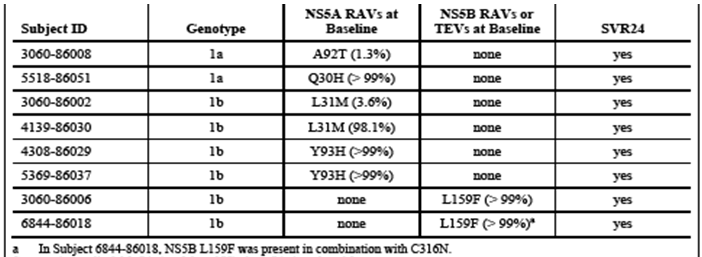 Subject ID Genotype NS5A RAVs at Baseline NS5B RAVs or TEVs at Baseline SVR24
3060-86008 1a A92T (1.3%) none yes
5518-86051 1a Q30H (> 99%) none yes
3060-86002 1b L31M (3.6%) none yes
4139-86030 1b L31M (98.1%) none yes
4308-86029 1b Y93H (>99%) none yes
5369-86037 1b Y93H (>99%) none yes
3060-86006 1b none L159F (> 99%) yes
6844-86018 1b none L159F (> 99%)a yes
a In Subject 6844-86018, NS5B L159F was present in combination with C316N.